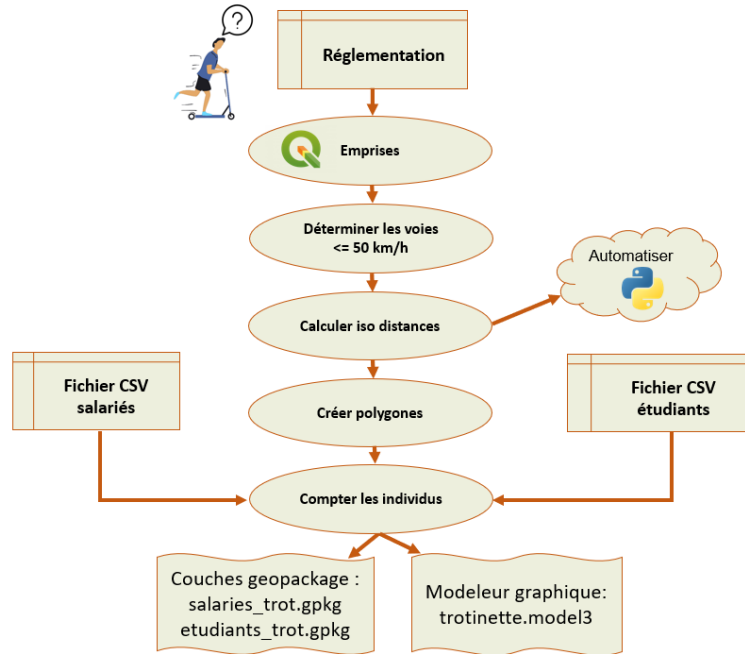 ?
Réglementation
Emprises
Déterminer les voies
<= 50 km/h
Automatiser
Calculer iso distances
Fichier CSV
salariés
Fichier CSV
étudiants
Créer polygones
Compter les individus
Couches geopackage :
salaries_trot.gpkg
etudiants_trot.gpkg
Modeleur graphique:
trotinette.model3